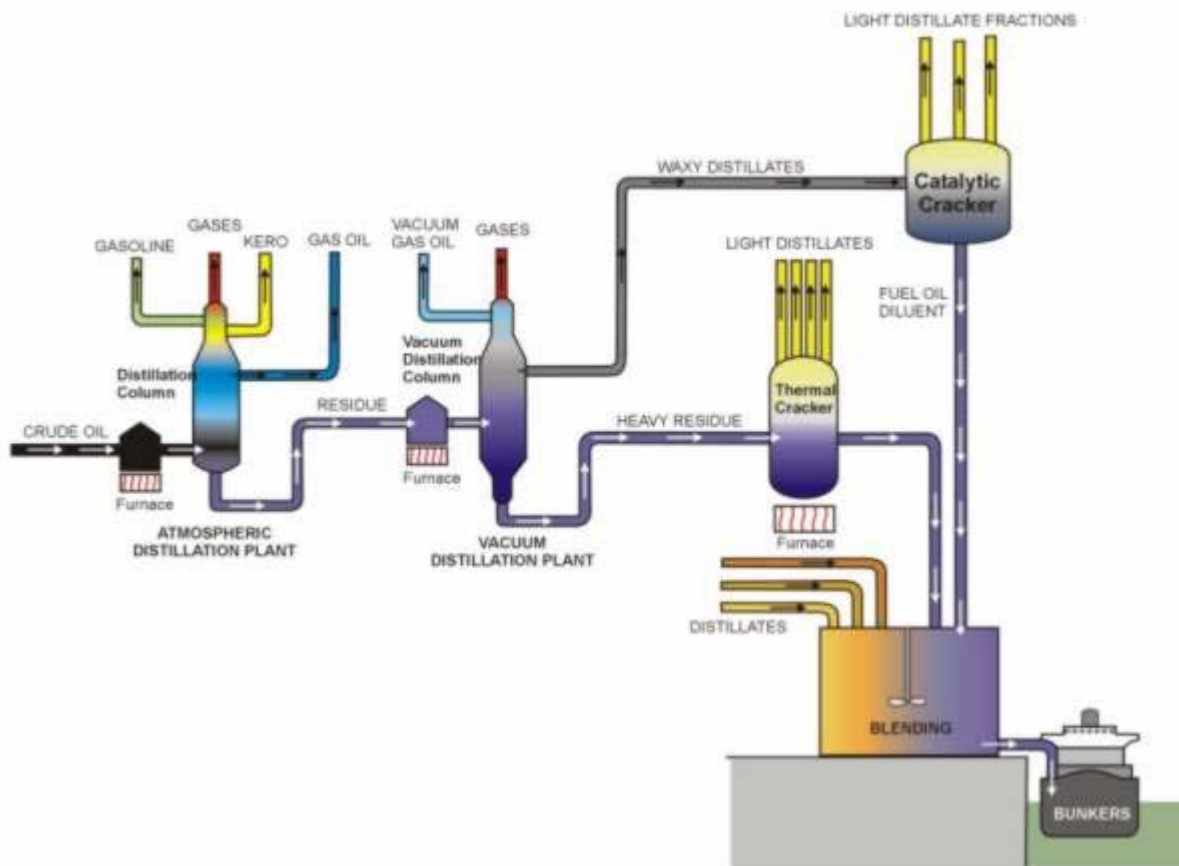 LIGHT DISTILLATE FRACTIONS
WAXY DISTILLATES
Catalytic
Cracker
GASES
GASOLINE
KERO
GAS OIL
VACUUM
GAS OIL
GASES
LIGHT DISTILLATES
FUEL OIL
DILUENT
Vacuum
Distillation
Column
Distillation
Column
Thermal
Cracker
RESIDUE
HEAVY RESIDUE
CRUDE OIL
Furnace
Furnace
ATMOSPHERIC
DISTILLATION PLANT
VACUUM
DISTILLATION PLANT
Furnace
DISTILLATES
BLENDING
BUNKERS